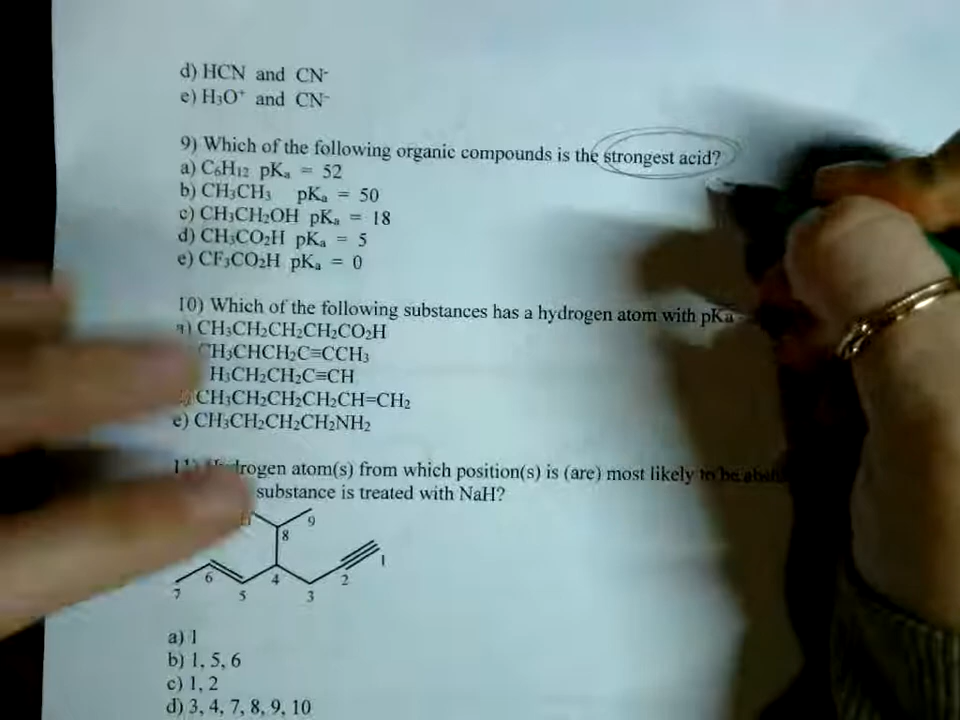 d) HCN and CN⁻
e) H₃O⁺ and CN⁻
9) Which of the following organic compounds is the strongest acid?
a) C₆H₁₂ pKₐ = 52
b) CH₃CH₃ pKₐ = 50
c) CH₃CH₂OH pKₐ = 18
d) CH₃CO₂H pKₐ = 5
e) CF₃CO₂H pKₐ = 0
10) Which of the following substances has a hydrogen atom with pKa
a) CH₃CH₂CH₂CH₂CO₂H
CH₃CHCH₂C≡CCH₃
H₃CH₂CH₂C≡CH
CH₃CH₂CH₂CH₂CH=CH₂
e) CH₃CH₂CH₂CH₂NH₂
atom(s) from which position(s) is (are) most likely to be
substance is treated with NaH?
9
8
1
6 4 2
7 5 3
a) 1
b) 1, 5, 6
c) 1, 2
d) 3, 4, 7, 8, 9, 10